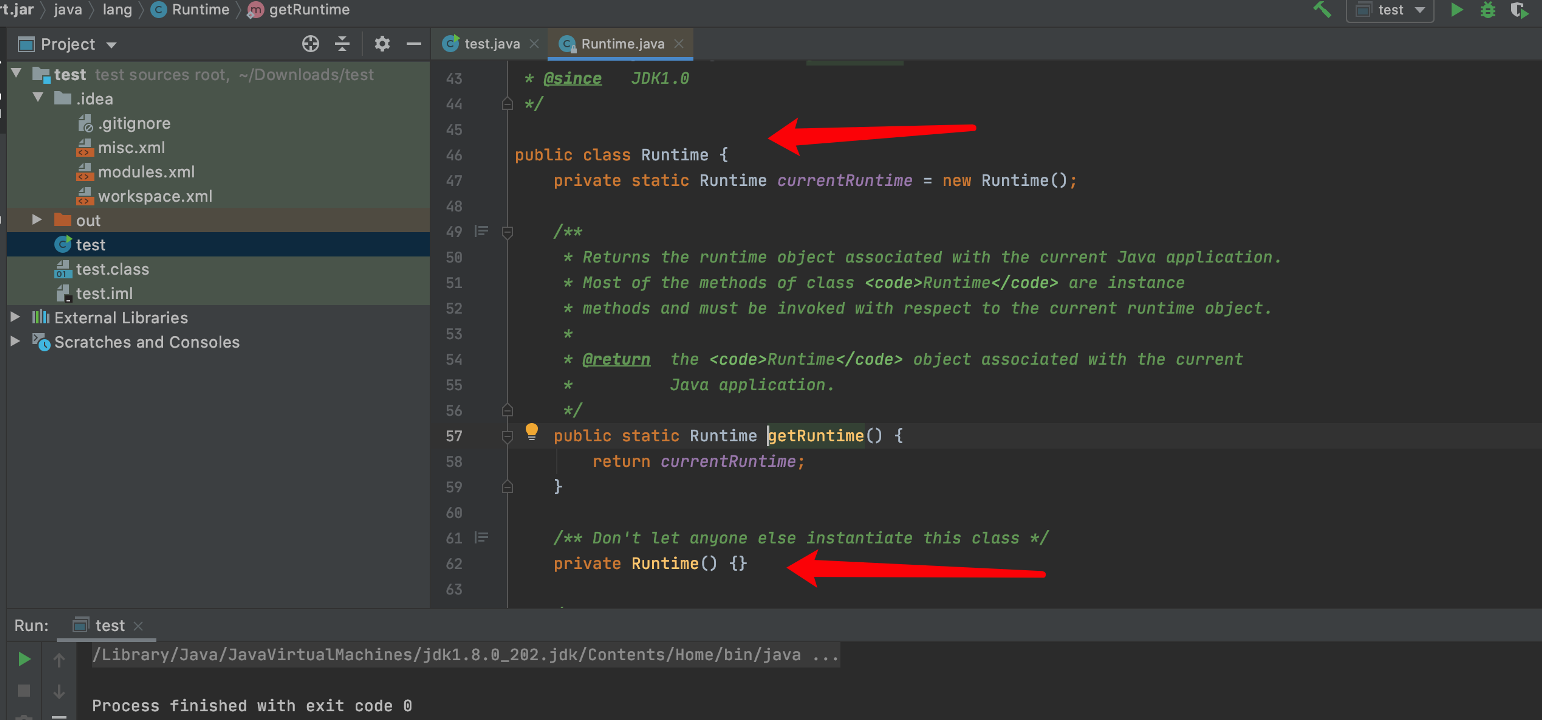 rt.jar java lang Runtime getRuntime test
Project
test.java Runtime.java
test test sources root, ~/Downloads/test
.idea
.gitignore
misc.xml
modules.xml
workspace.xml
out
test
test.class
test.iml
External Libraries
Scratches and Consoles
43 * @since JDK1.0
44 */
45
46 public class Runtime {
47 private static Runtime currentRuntime = new Runtime();
48
49 /**
50 * Returns the runtime object associated with the current Java application.
51 * Most of the methods of class <code>Runtime</code> are instance
52 * methods and must be invoked with respect to the current runtime object.
53 *
54 * @return the <code>Runtime</code> object associated with the current
55 * Java application.
56 */
57 public static Runtime getRuntime() {
58 return currentRuntime;
59 }
60
61 /** Don't let anyone else instantiate this class */
62 private Runtime() {}
63
Run: test
/Library/Java/JavaVirtualMachines/jdk1.8.0_202.jdk/Contents/Home/bin/java ...
Process finished with exit code 0